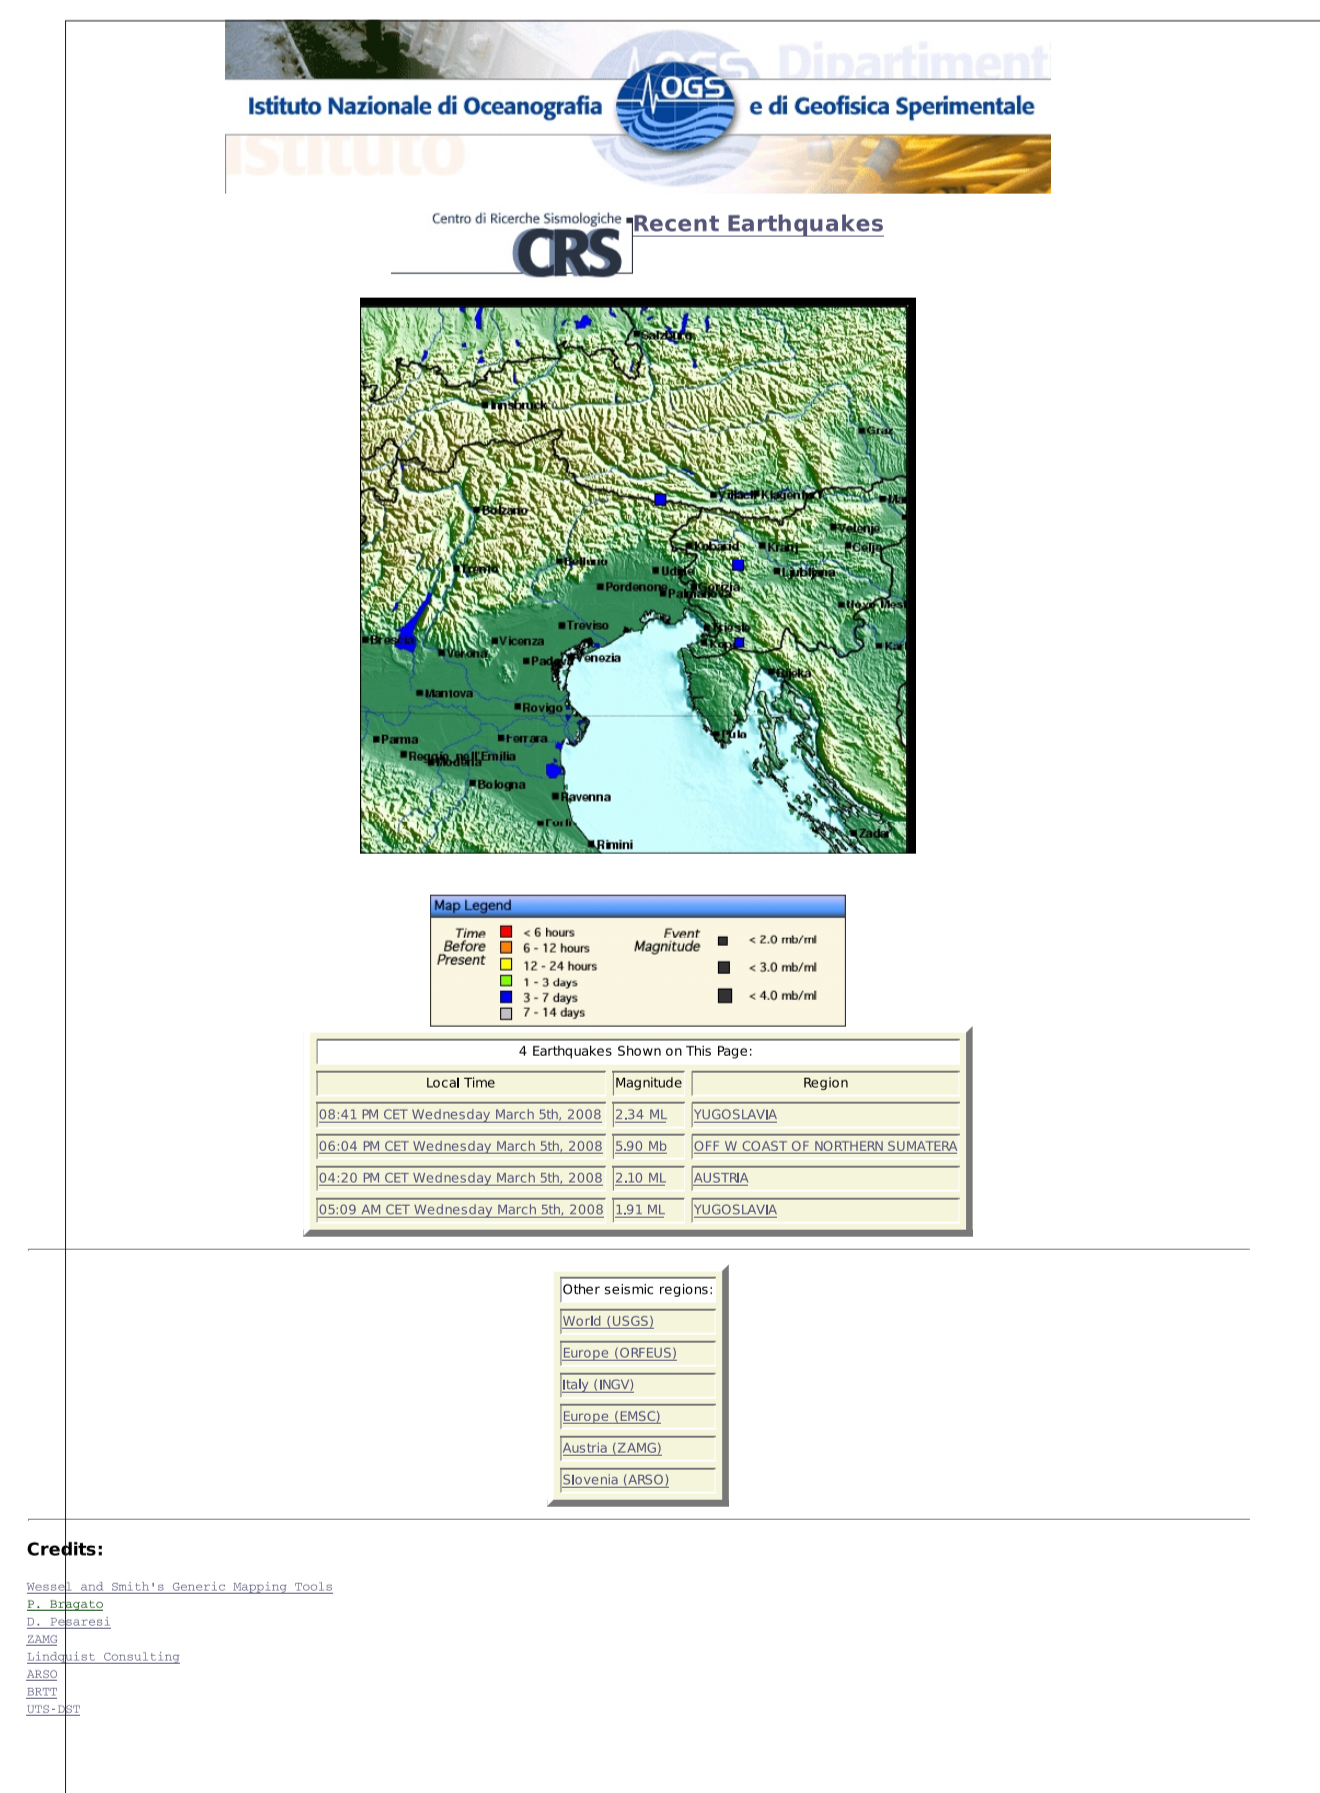 Dipartimenti
Istituto Nazionale di Oceanografia OGS e di Geofisica Sperimentale
Istituto
Centro di Ricerche Sismologiche
CRS
Recent Earthquakes
Salzburg
Innsbruck
Graz
Villach Klagenfurt
Bolzano
Velenje
Kobarid Kranj Celje
Trento Belluno Udine Ljubljana
Pordenone Gorizia
Palmanova
Treviso Trieste
Brescia Vicenza
Verona Padova Venezia
Rijeka
Mantova
Rovigo
Parma Ferrara Pula
Reggio nell'Emilia
Modena
Bologna
Ravenna
Forli
Zadar
Rimini
Map Legend
Time Before Present
< 6 hours
6 - 12 hours
12 - 24 hours
1 - 3 days
3 - 7 days
7 - 14 days
Event Magnitude
< 2.0 mb/ml
< 3.0 mb/ml
< 4.0 mb/ml
4 Earthquakes Shown on This Page:
Local Time Magnitude Region
08:41 PM CET Wednesday March 5th, 2008 2.34 ML YUGOSLAVIA
06:04 PM CET Wednesday March 5th, 2008 5.90 Mb OFF W COAST OF NORTHERN SUMATERA
04:20 PM CET Wednesday March 5th, 2008 2.10 ML AUSTRIA
05:09 AM CET Wednesday March 5th, 2008 1.91 ML YUGOSLAVIA
Other seismic regions:
World (USGS)
Europe (ORFEUS)
Italy (INGV)
Europe (EMSC)
Austria (ZAMG)
Slovenia (ARSO)
Credits:
Wessel and Smith's Generic Mapping Tools
P. Bragato
D. Pesaresi
ZAMG
Lindquist Consulting
ARSO
BRTT
UTS-DST